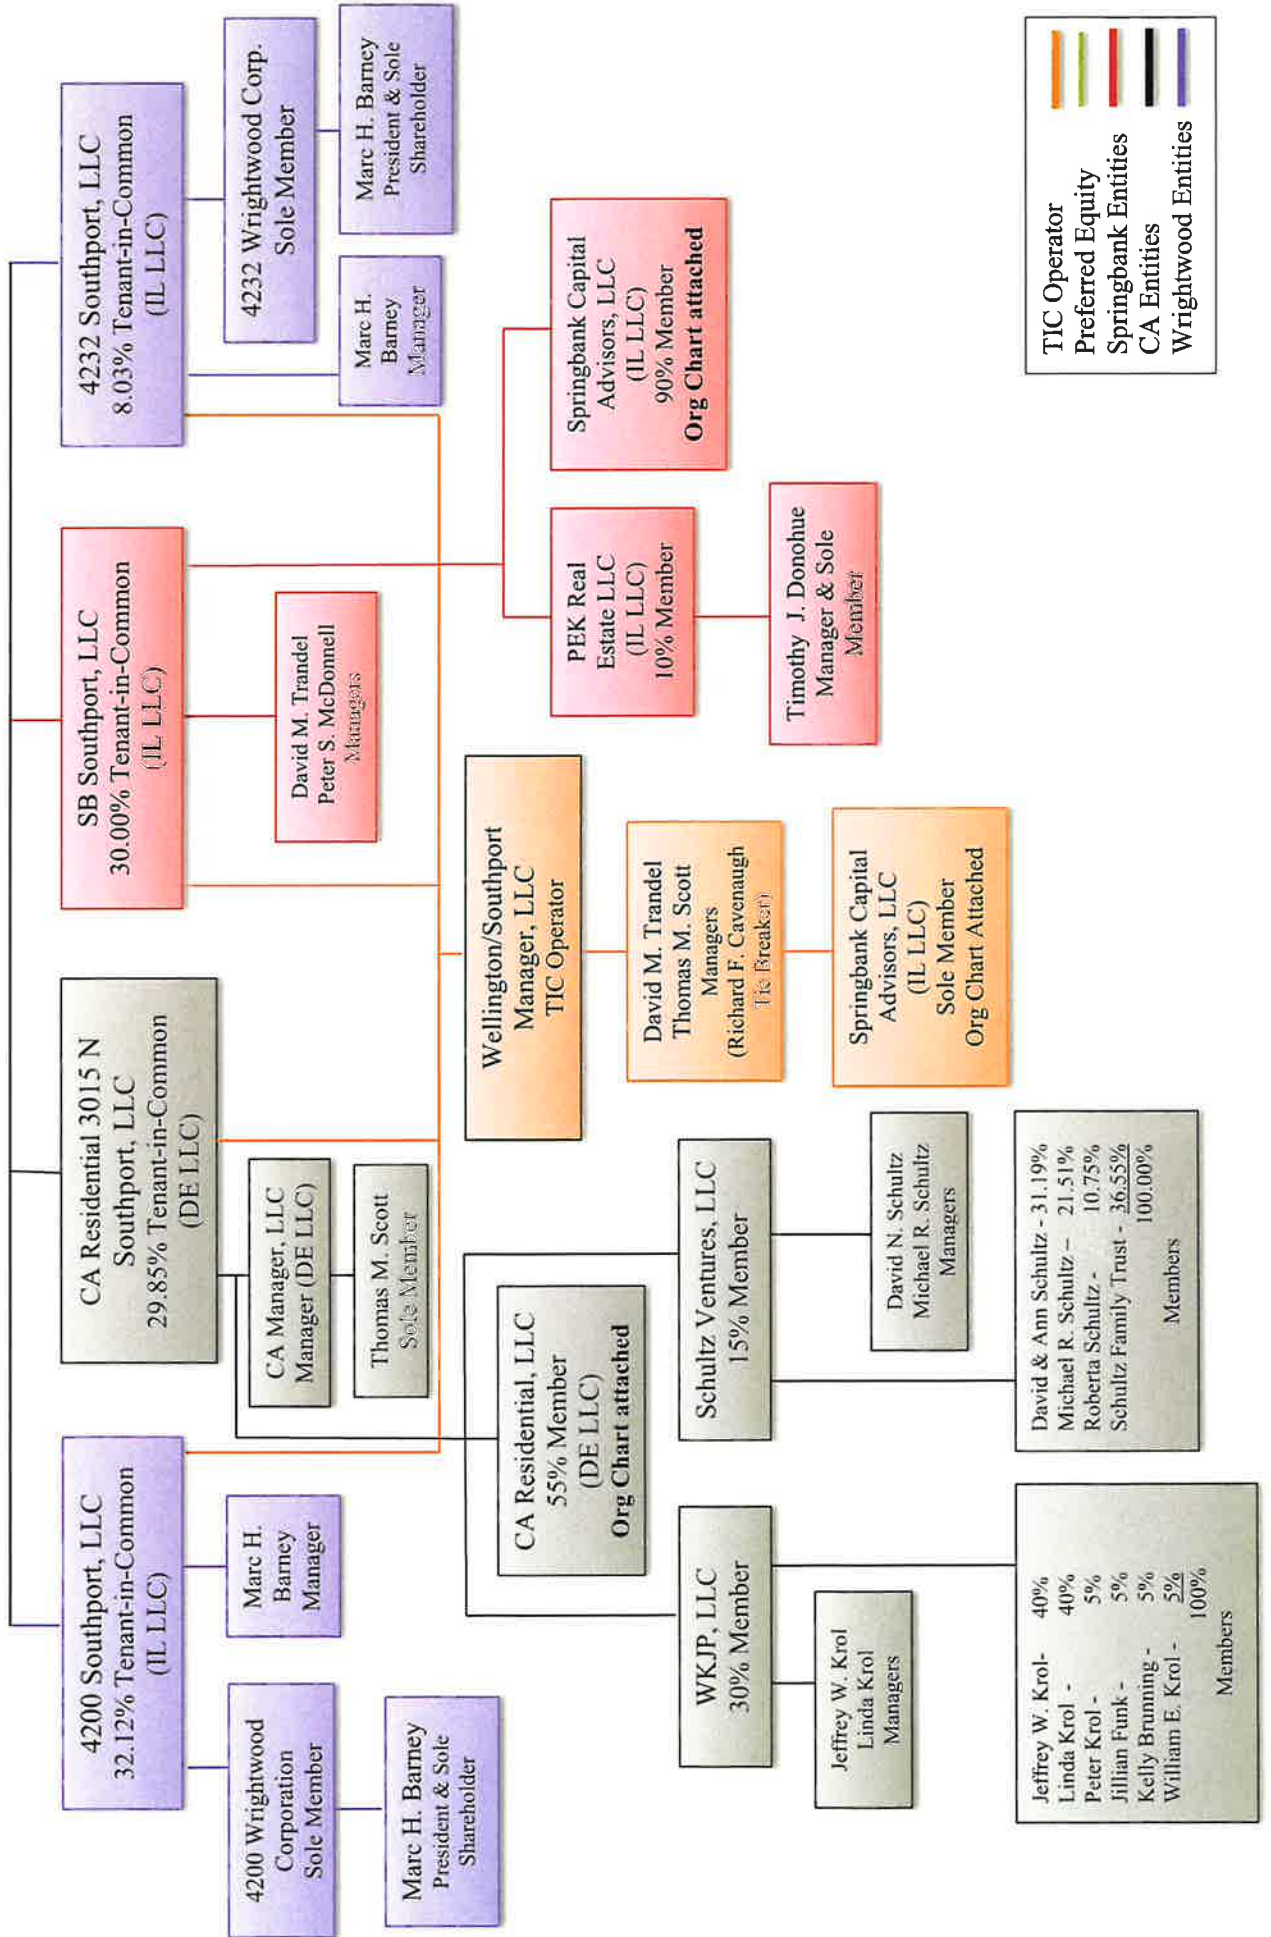 4200 Southport, LLC
32.12% Tenant-in-Common
(IL LLC)
4200 Wrightwood
Corporation
Sole Member
Marc H. Barney
President & Sole
Shareholder
Marc H.
Barney
Manager
CA Residential 3015 N
Southport, LLC
29.85% Tenant-in-Common
(DE LLC)
CA Manager, LLC
Manager (DE LLC)
Thomas M. Scott
Sole Member
CA Residential, LLC
55% Member
(DE LLC)
Org Chart attached
WKJP, LLC
30% Member
Jeffrey W. Krol
Linda Krol
Managers
Jeffrey W. Krol- 40%
Linda Krol - 40%
Peter Krol - 5%
Jillian Funk - 5%
Kelly Brunning - 5%
William E. Krol - 5%
100%
Members
Schultz Ventures, LLC
15% Member
David N. Schultz
Michael R. Schultz
Managers
David & Ann Schultz - 31.19%
Michael R. Schultz – 21.51%
Roberta Schultz - 10.75%
Schultz Family Trust - 36.55%
100.00%
Members
SB Southport, LLC
30.00% Tenant-in-Common
(IL LLC)
David M. Trandel
Peter S. McDonnell
Managers
Wellington/Southport
Manager, LLC
TIC Operator
David M. Trandel
Thomas M. Scott
Managers
(Richard F. Cavenaugh
Tie Breaker)
Springbank Capital
Advisors, LLC
(IL LLC)
Sole Member
Org Chart Attached
PEK Real
Estate LLC
(IL LLC)
10% Member
Timothy J. Donohue
Manager & Sole
Member
Springbank Capital
Advisors, LLC
(IL LLC)
90% Member
Org Chart attached
4232 Southport, LLC
8.03% Tenant-in-Common
(IL LLC)
Marc H.
Barney
Manager
4232 Wrightwood Corp.
Sole Member
Marc H. Barney
President & Sole
Shareholder
TIC Operator
Preferred Equity
Springbank Entities
CA Entities
Wrightwood Entities